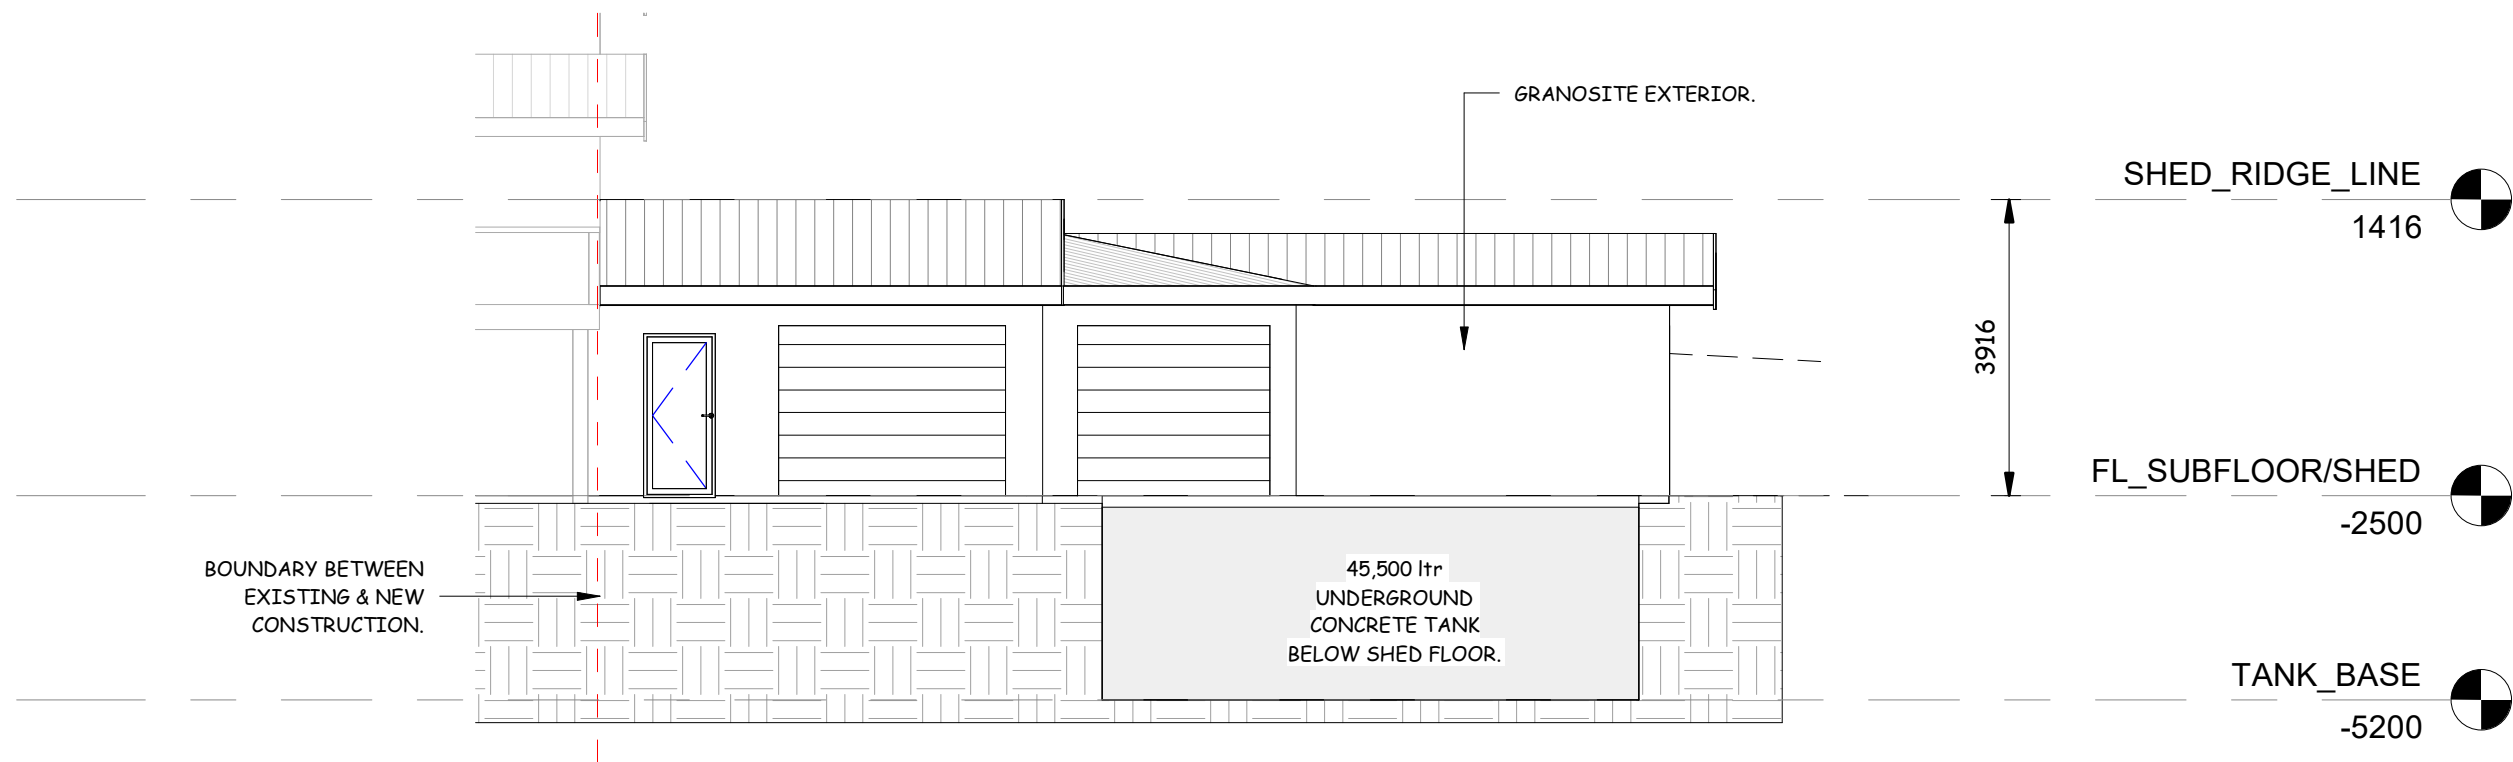 GRANOSITE EXTERIOR.
SHED_RIDGE_LINE
1416
3916
FL_SUBFLOOR/SHED
-2500
BOUNDARY BETWEEN
EXISTING & NEW
CONSTRUCTION.
45,500 ltr
UNDERGROUND
CONCRETE TANK
BELOW SHED FLOOR.
TANK_BASE
-5200